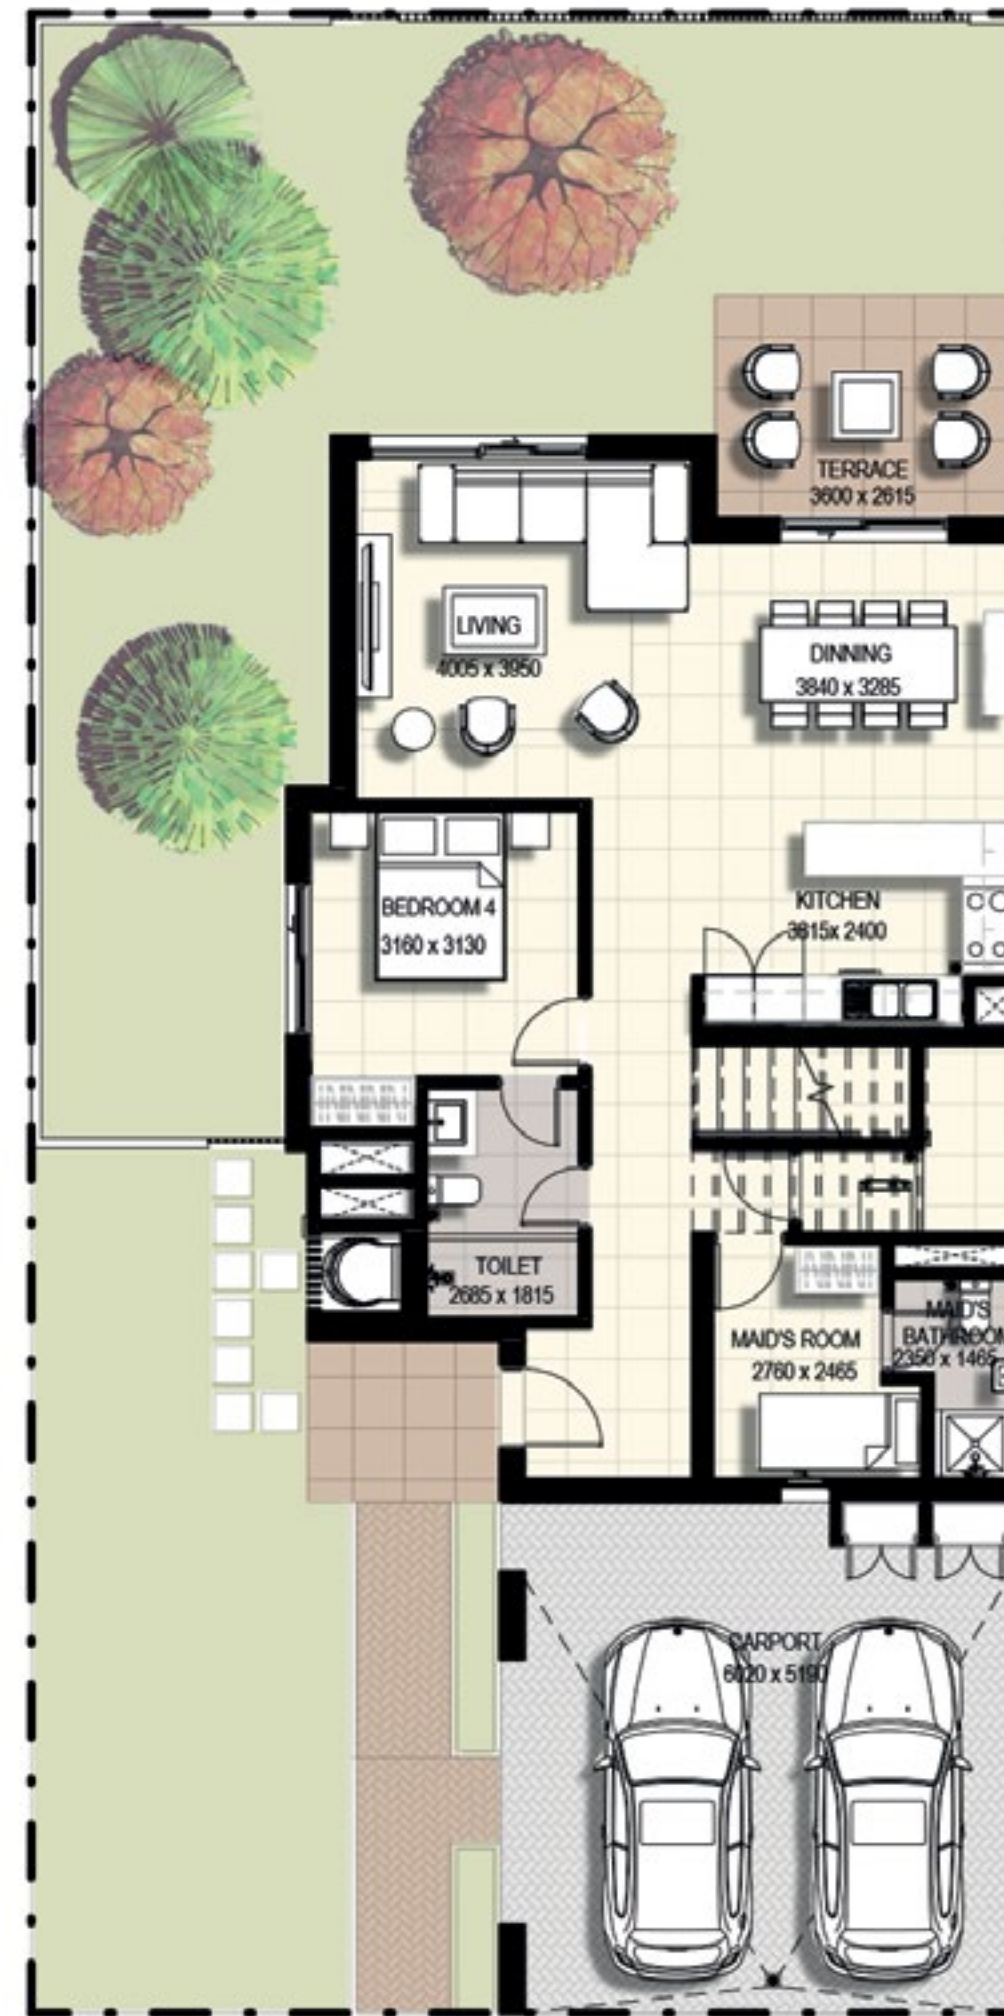 TERRACE
3600 x 2615
LIVING
4005 x 3950
DINNING
3840 x 3285
BEDROOM 4
3160 x 3130
KITCHEN
3815x 2400
TOILET
2685 x 1815
MAID'S ROOM
2760 x 2465
MAID'S
BATHROOM
2350 x 1465
CARPORT
6020 x 5190